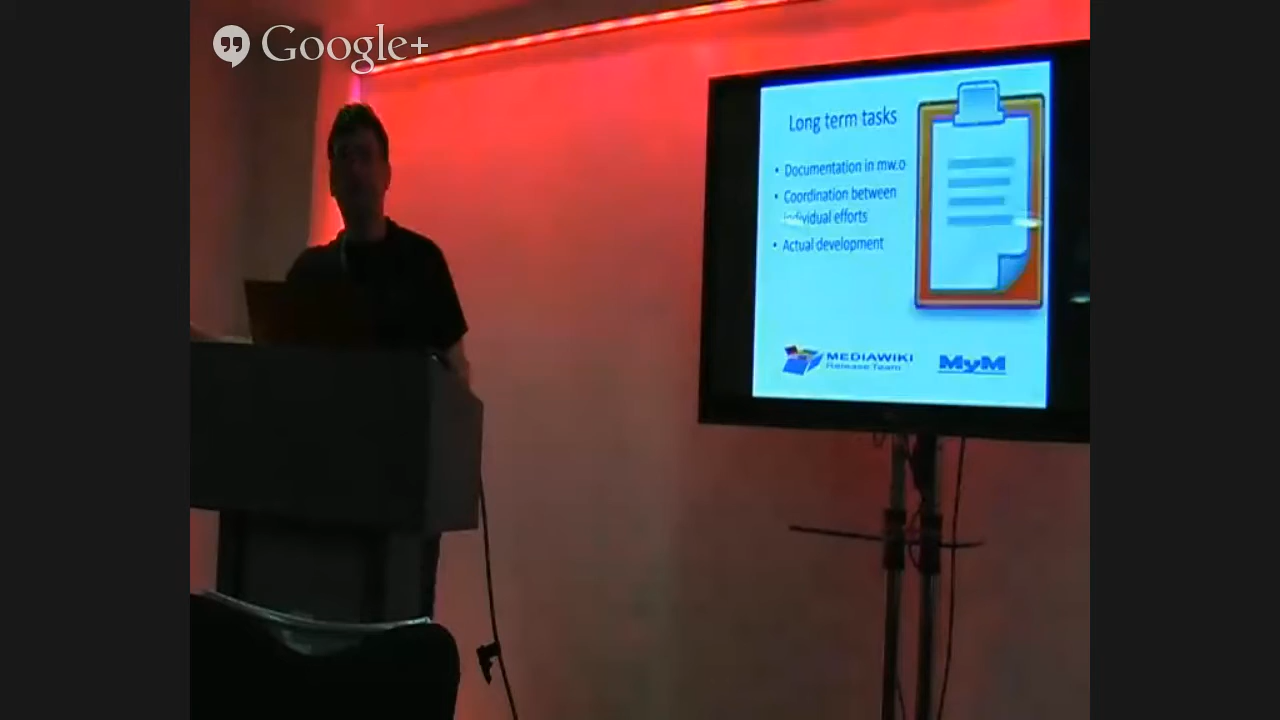 Google+
Long term tasks
• Documentation in mw.o
• Coordination between
individual efforts
• Actual development
MEDIAWIKI
Release Team
MyM